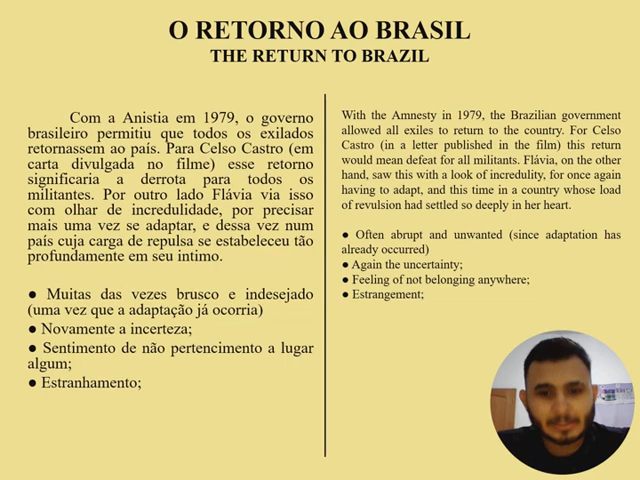 O RETORNO AO BRASIL
THE RETURN TO BRAZIL
Com a Anistia em 1979, o governo
brasileiro permitiu que todos os exilados
retornassem ao país. Para Celso Castro (em
carta divulgada no filme) esse retorno
significaria a derrota para todos os
militantes. Por outro lado Flávia via isso
com olhar de incredulidade, por precisar
mais uma vez se adaptar, e dessa vez num
país cuja carga de repulsa se estabeleceu tão
profundamente em seu intimo.
● Muitas das vezes brusco e indesejado
(uma vez que a adaptação já ocorria)
● Novamente a incerteza;
● Sentimento de não pertencimento a lugar
algum;
● Estranhamento;
With the Amnesty in 1979, the Brazilian government
allowed all exiles to return to the country. For Celso
Castro (in a letter published in the film) this return
would mean defeat for all militants. Flávia, on the other
hand, saw this with a look of incredulity, for once again
having to adapt, and this time in a country whose load
of revulsion had settled so deeply in her heart.
● Often abrupt and unwanted (since adaptation has
already occurred)
● Again the uncertainty;
● Feeling of not belonging anywhere;
● Estrangement;